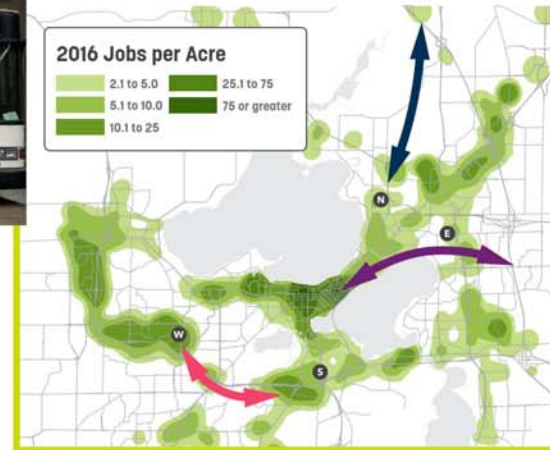 2016 Jobs per Acre
2.1 to 5.0
25.1 to 75
5.1 to 10.0
75 or greater
10.1 to 25
N
E
W
S